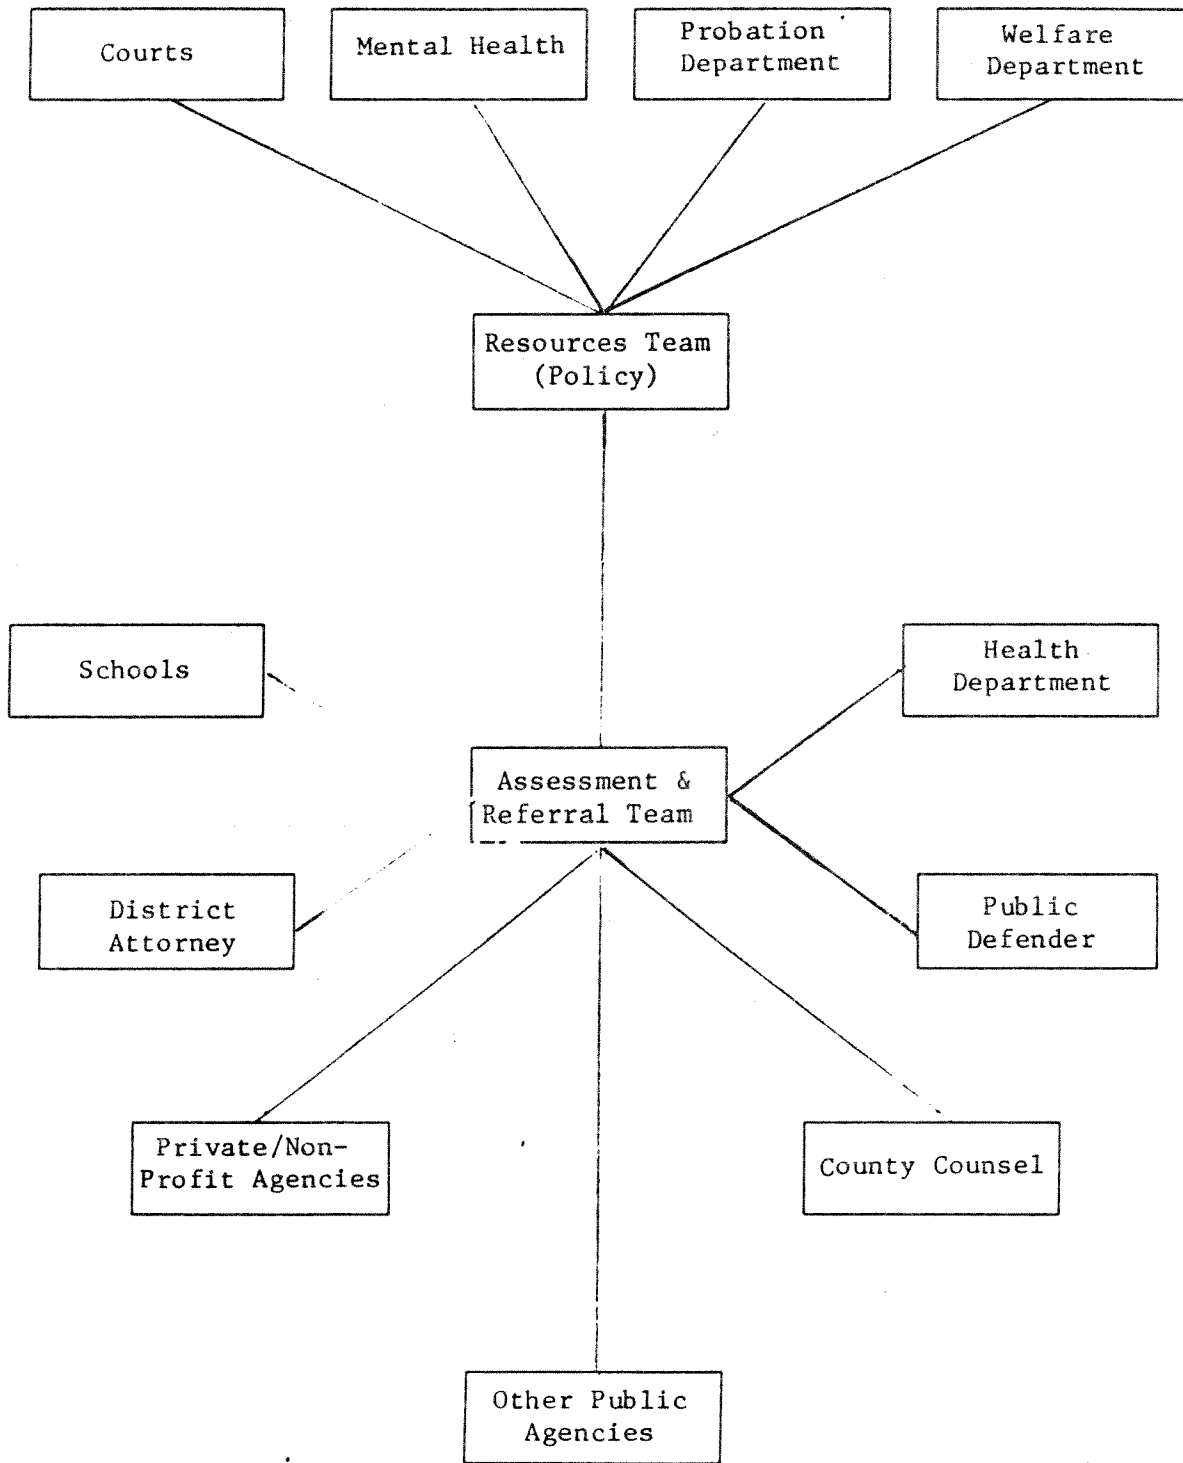 Courts
Mental Health
Probation
Department
Welfare
Department
Resources Team
(Policy)
Schools
Health
Department
Assessment &
Referral Team
District
Attorney
Public
Defender
Private/Non-
Profit Agencies
County Counsel
Other Public
Agencies